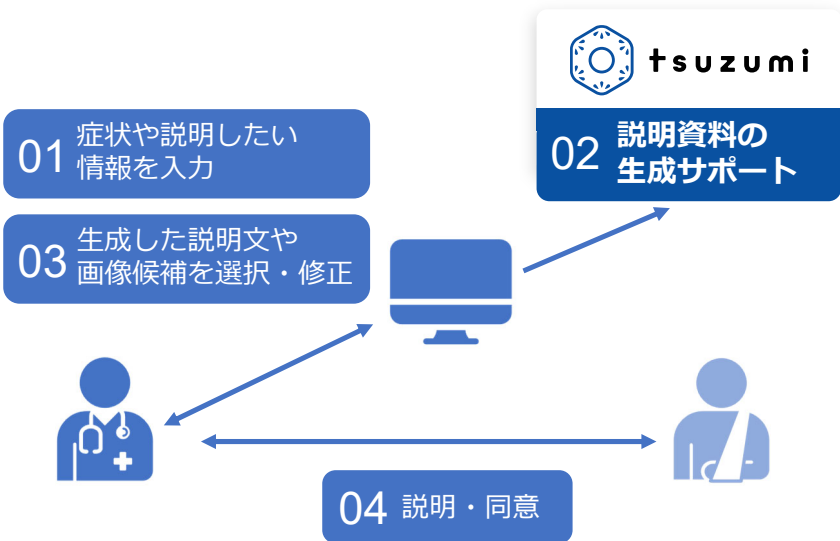 tsuzumi
01
症状や説明したい
情報を入力
02
説明資料の
生成サポート
03
生成した説明文や
画像候補を選択・修正
04 説明・同意